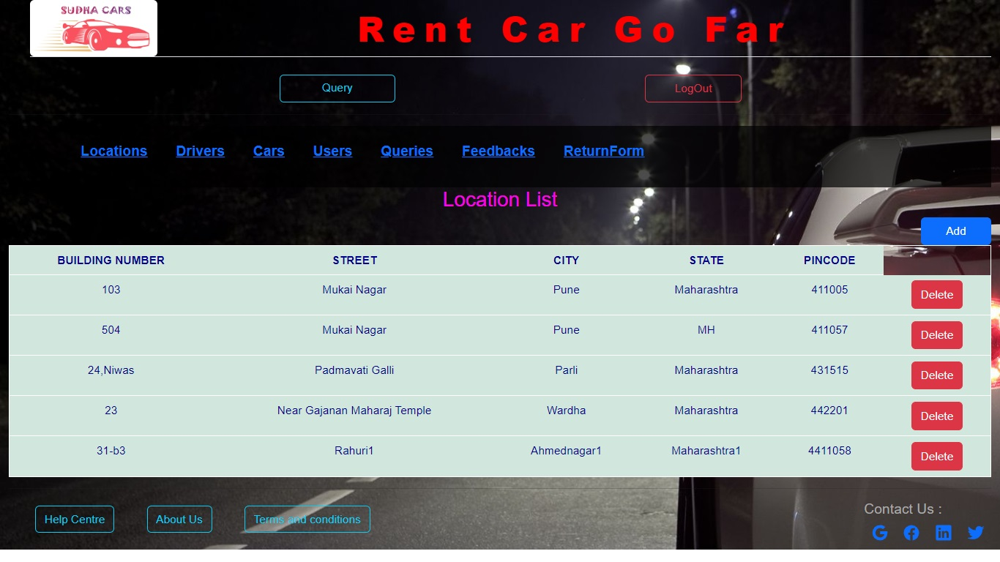 SUDHA CARS
Rent Car Go Far
Query LogOut
Locations Drivers Cars Users Queries Feedbacks ReturnForm
Location List
Add
BUILDING NUMBER STREET CITY STATE PINCODE
103 Mukai Nagar Pune Maharashtra 411005 Delete
504 Mukai Nagar Pune MH 411057 Delete
24,Niwas Padmavati Galli Parli Maharashtra 431515 Delete
23 Near Gajanan Maharaj Temple Wardha Maharashtra 442201 Delete
31-b3 Rahuri1 Ahmednagar1 Maharashtra1 4411058 Delete
Contact Us :
Help Centre About Us Terms and conditions